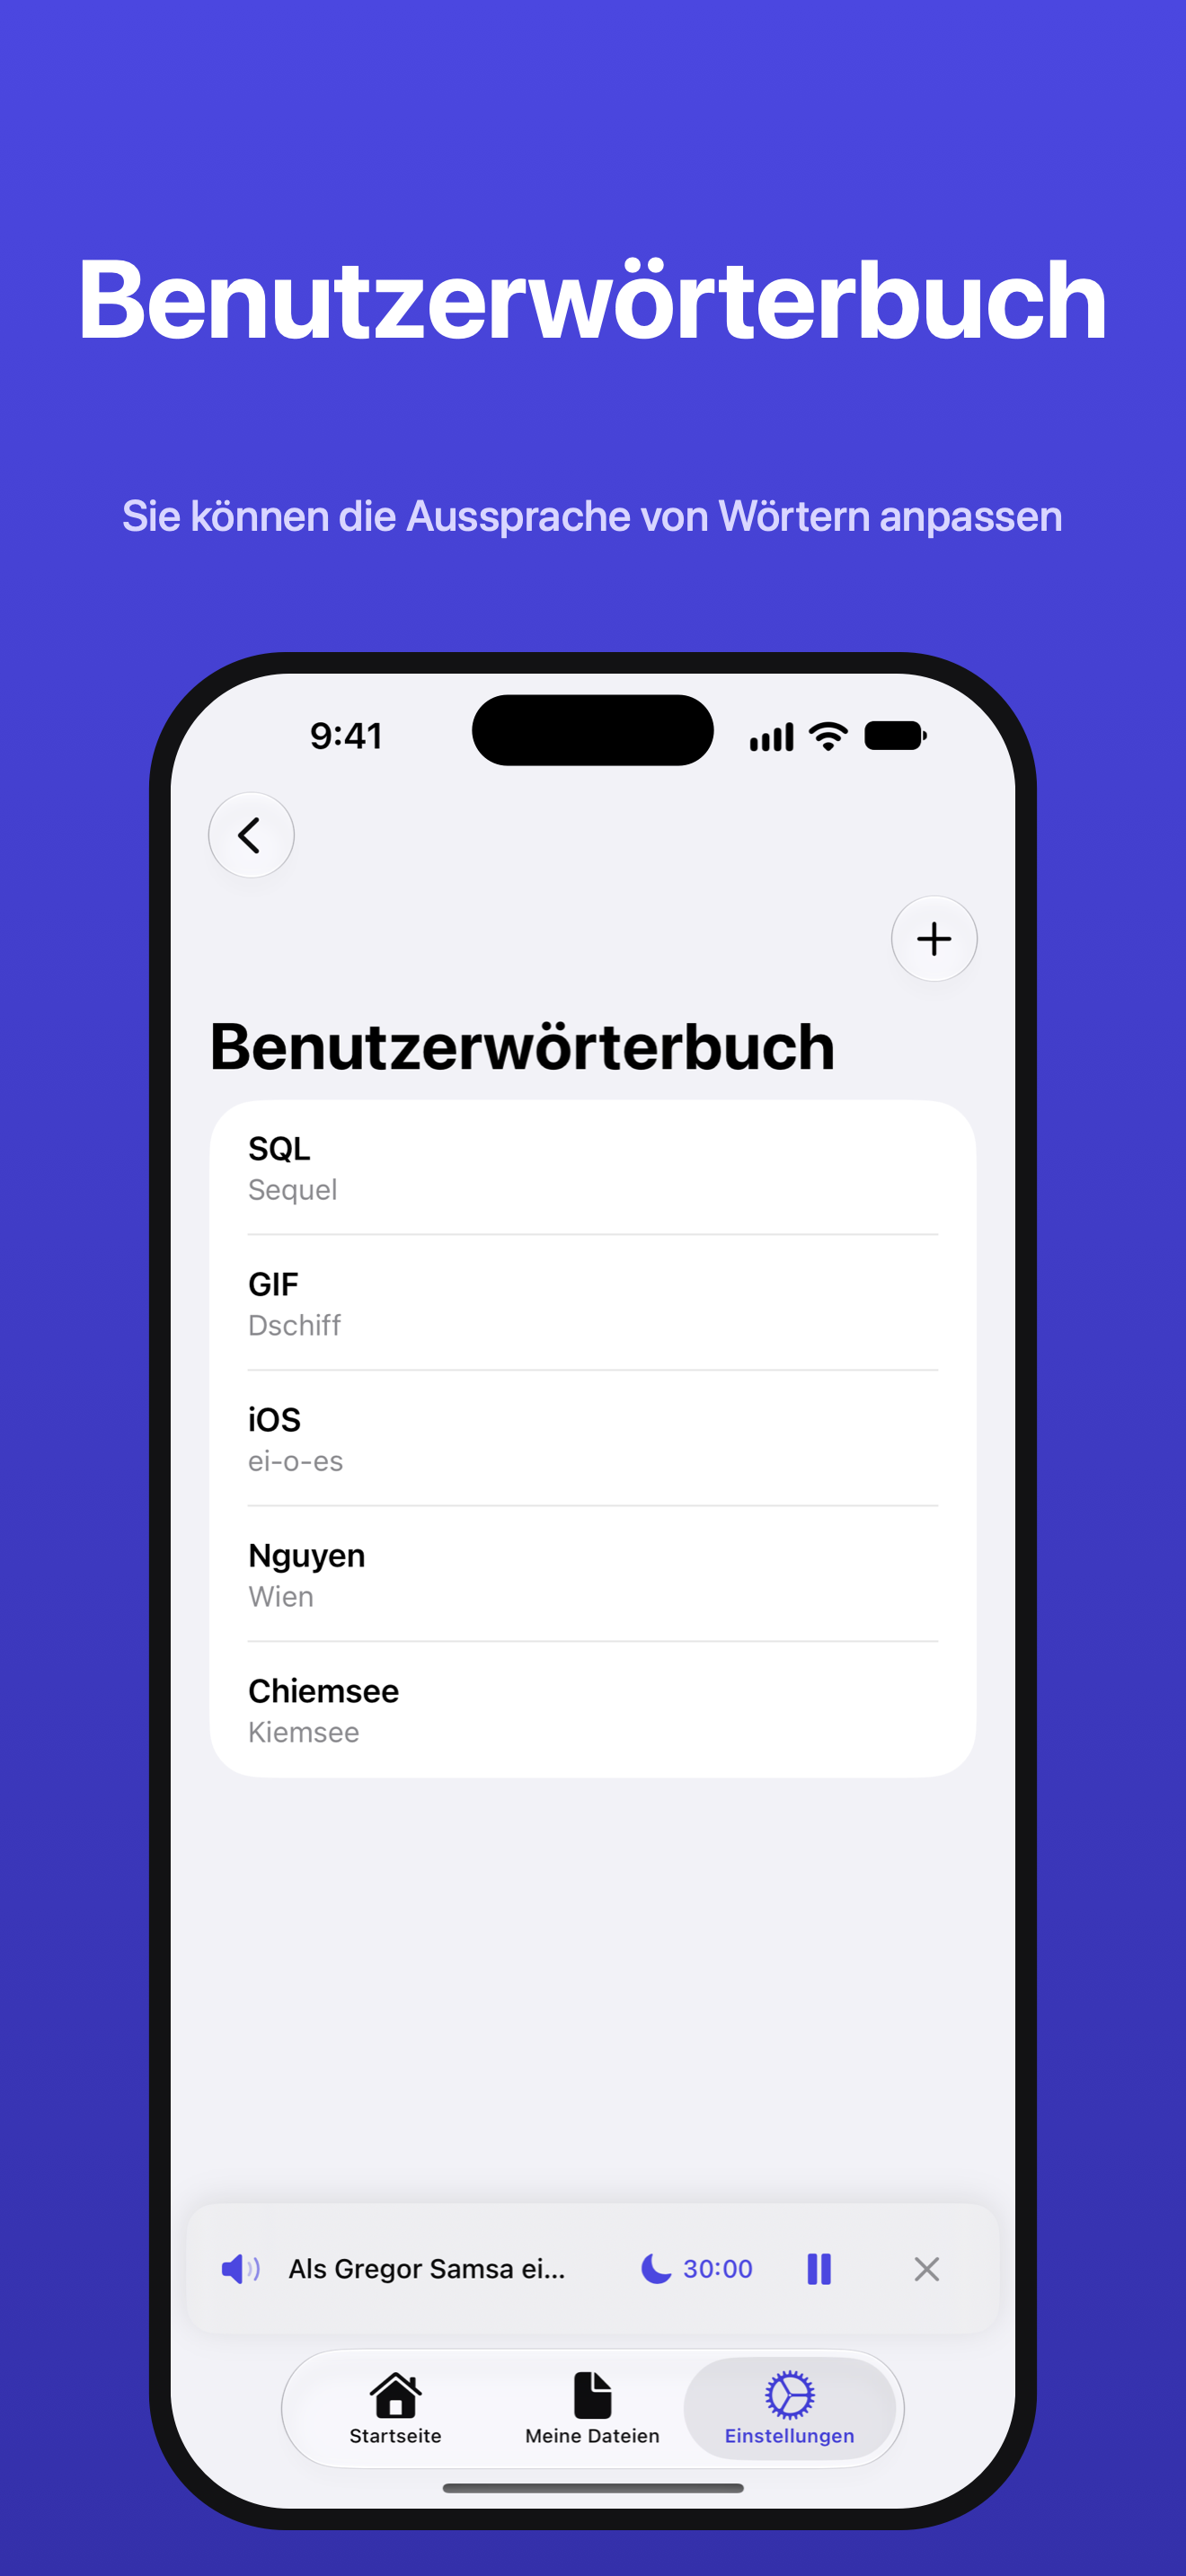 Benutzerwörterbuch
Sie können die Aussprache von Wörtern anpassen
9:41
Benutzerwörterbuch
SQL
Sequel
GIF
Dschiff
iOS
ei-o-es
Nguyen
Wien
Chiemsee
Kiemsee
Als Gregor Samsa ei... 30:00
Startseite Meine Dateien Einstellungen